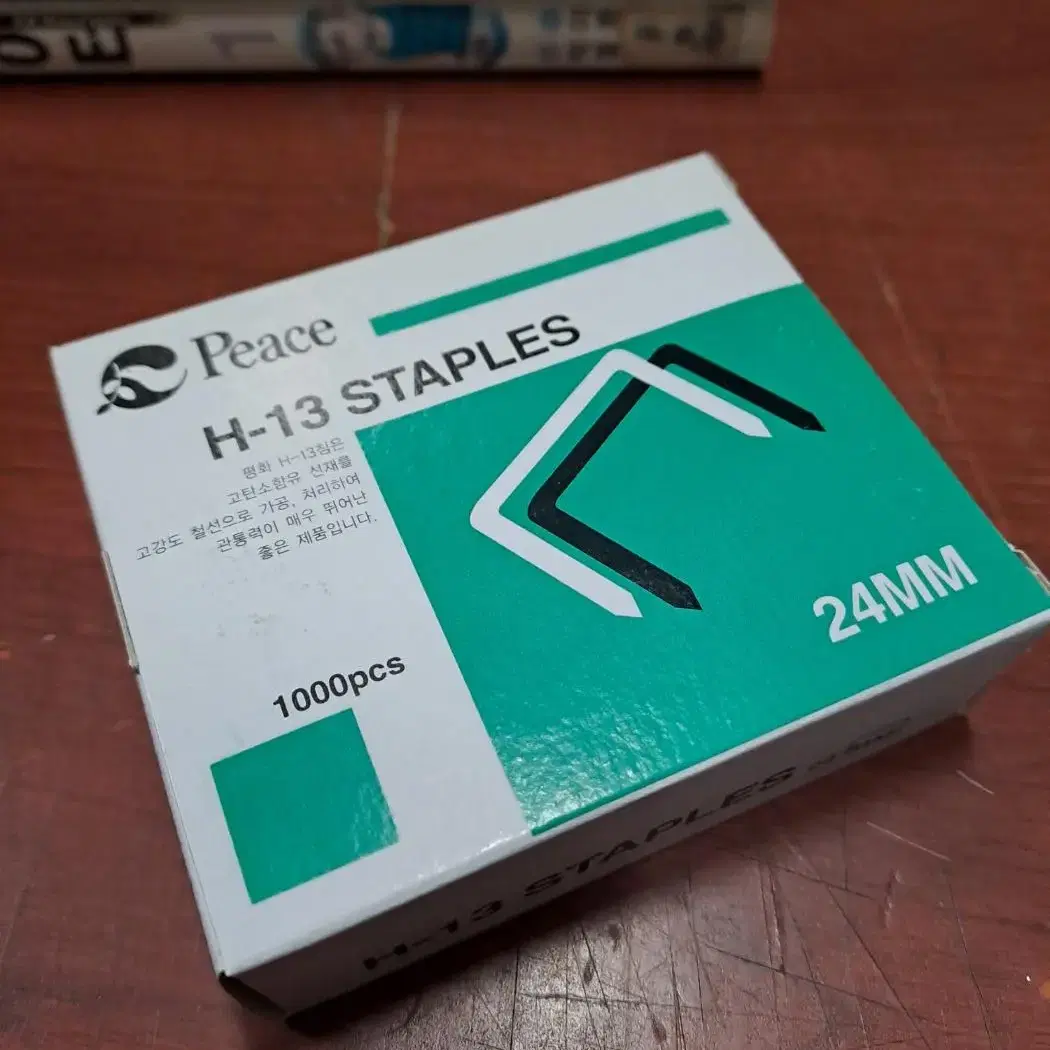 Peace
H-13 STAPLES
평화 H-13침은
고탄소함유 신재를
고강도 철선으로 가공, 처리하여
관통력이 매우 뛰어난
좋은 제품입니다.
1000pcs
24MM
H-13 STAPLES